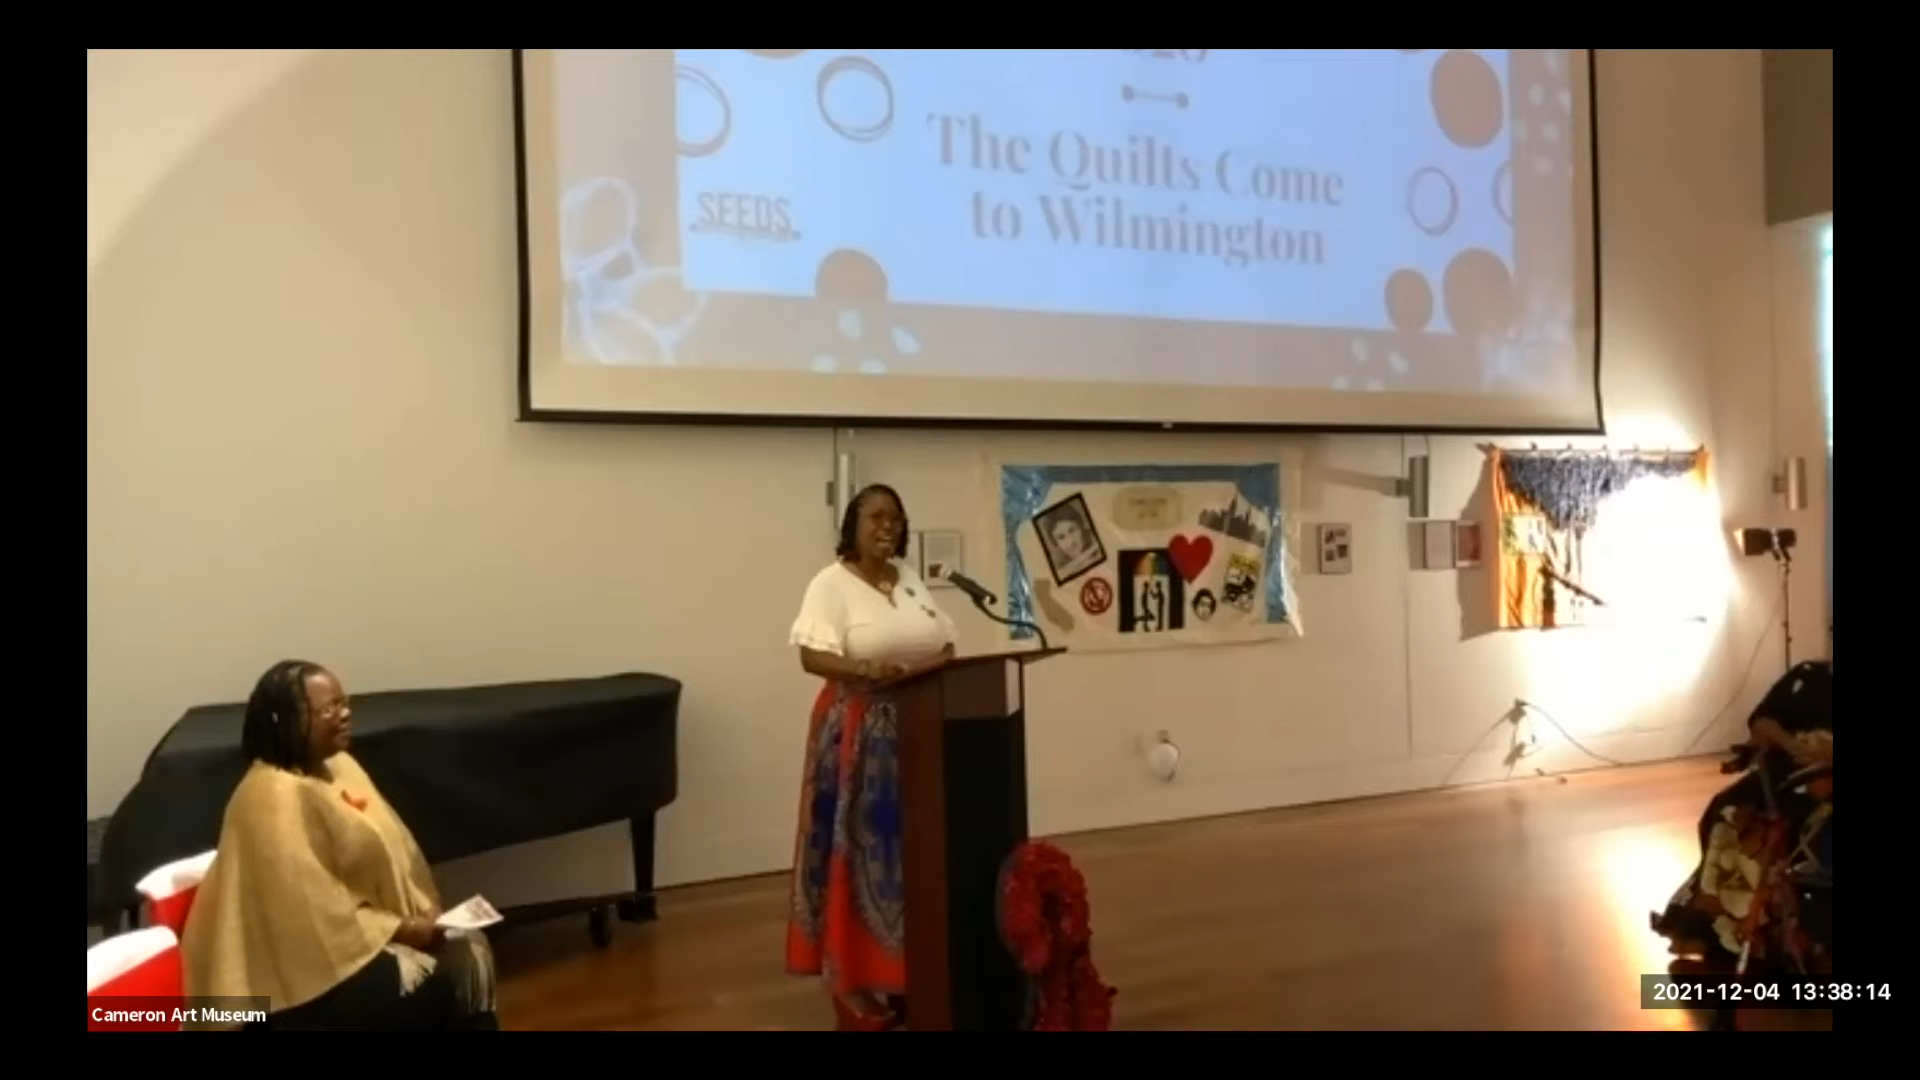 The Quilts Come
to Wilmington
SEEDS
Cameron Art Museum
2021-12-04 13:38:14